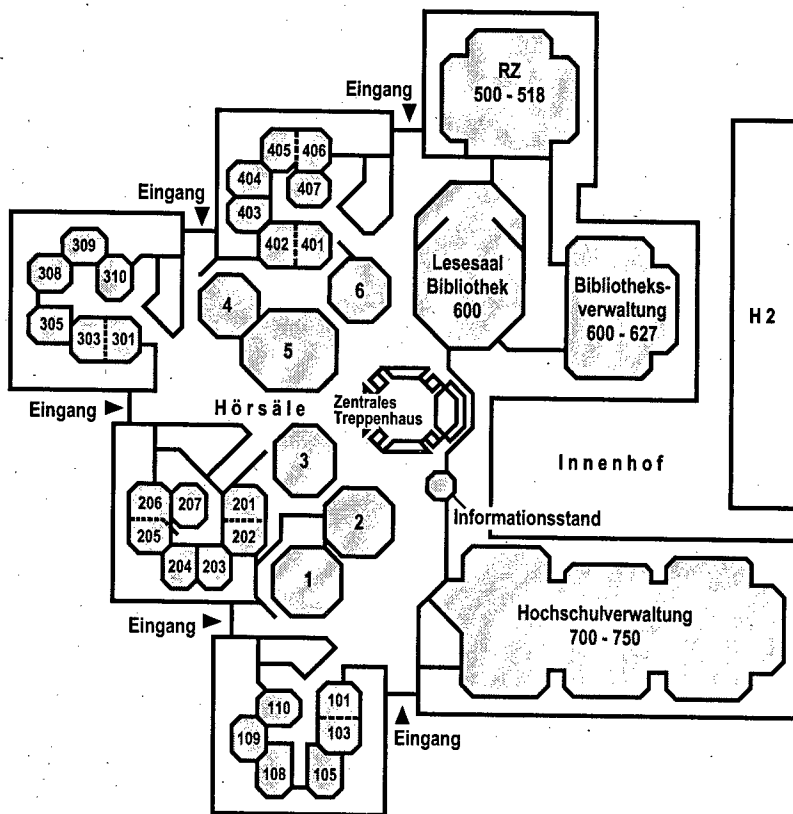 RZ
500 - 518
Eingang
405 406
404
407
403
402 401
Eingang
309
308
310
305
303 301
4
6
5
Lesesaal
Bibliothek
600
Bibliotheks-
verwaltung
600 - 627
H 2
Eingang
Hörsäle
Zentrales
Treppenhaus
3
Innenhof
206 207 201
205 202
204 203
2
Informationsstand
1
Eingang
Hochschulverwaltung
700 - 750
110
101
109
103
108
105
Eingang